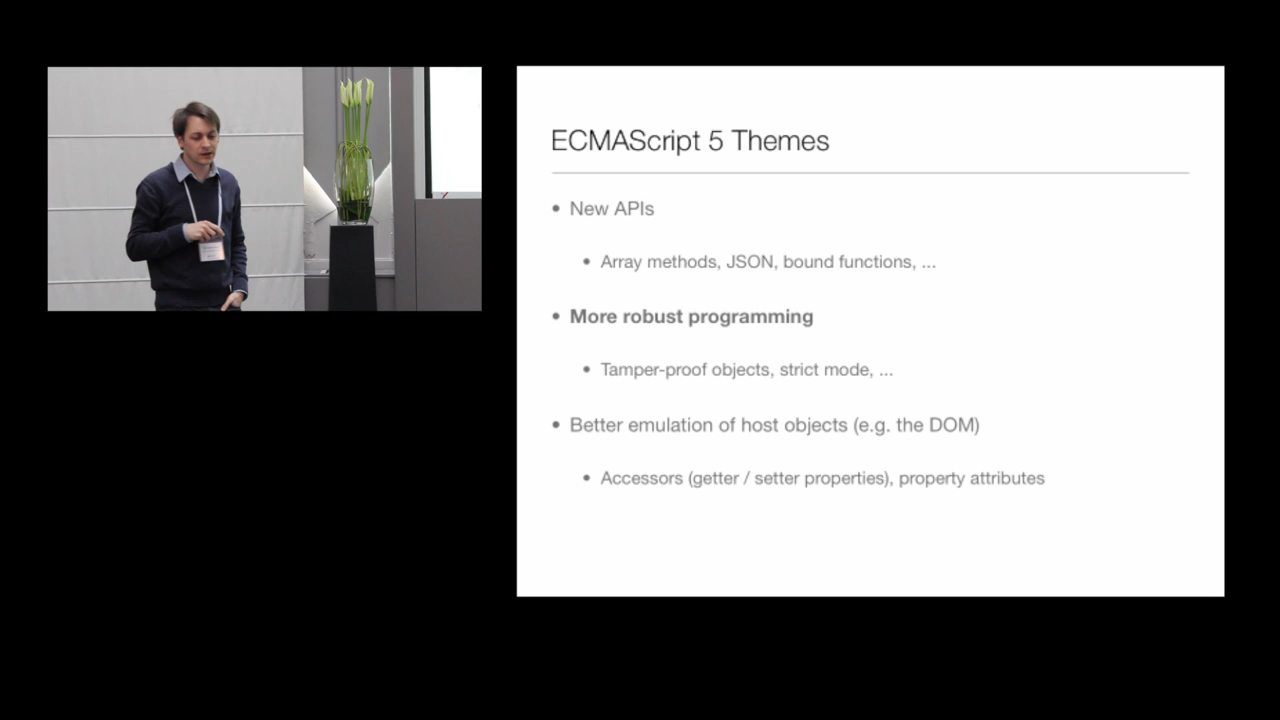 ECMAScript 5 Themes
• New APIs
• Array methods, JSON, bound functions, ...
• More robust programming
• Tamper-proof objects, strict mode, ...
• Better emulation of host objects (e.g. the DOM)
• Accessors (getter / setter properties), property attributes